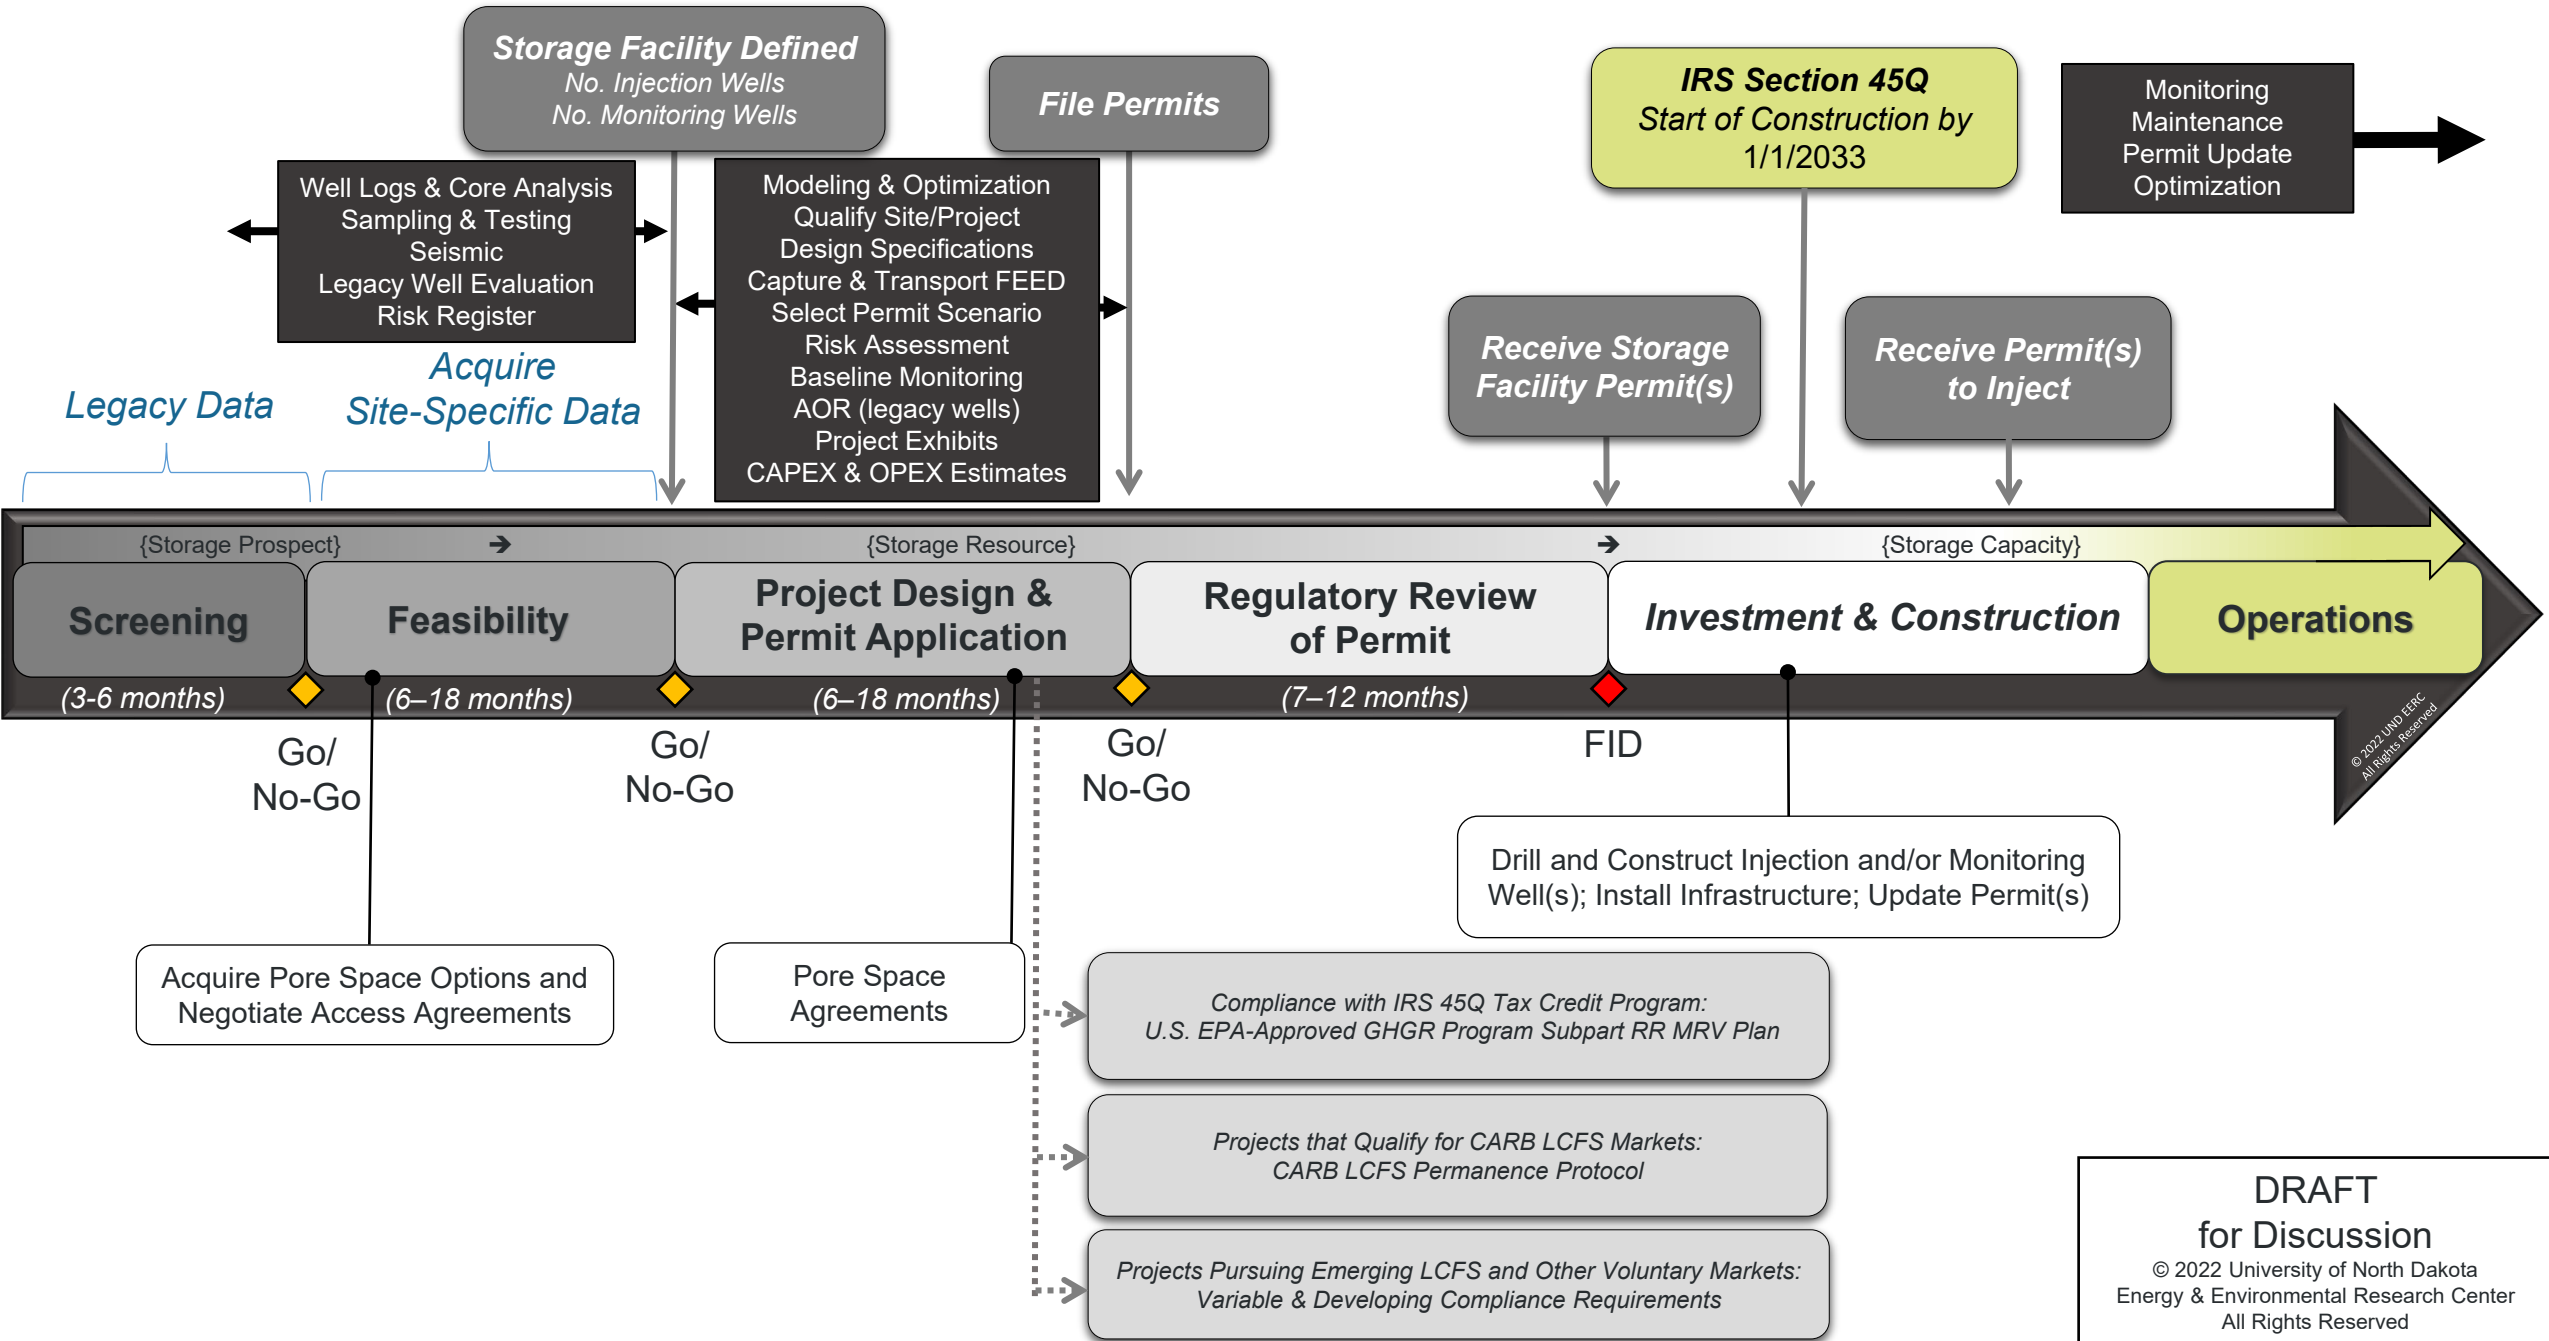 Storage Facility Defined
No. Injection Wells
No. Monitoring Wells
File Permits
IRS Section 45Q
Start of Construction by
1/1/2033
Monitoring
Maintenance
Permit Update
Optimization
Well Logs & Core Analysis
Sampling & Testing
Seismic
Legacy Well Evaluation
Risk Register
Modeling & Optimization
Qualify Site/Project
Design Specifications
Capture & Transport FEED
Select Permit Scenario
Risk Assessment
Baseline Monitoring
AOR (legacy wells)
Project Exhibits
CAPEX & OPEX Estimates
Receive Storage
Facility Permit(s)
Receive Permit(s)
to Inject
Legacy Data
Acquire
Site-Specific Data
{Storage Prospect} ➔ {Storage Resource} ➔ {Storage Capacity}
Screening
Feasibility
Project Design &
Permit Application
Regulatory Review
of Permit
Investment & Construction
Operations
(3-6 months)
(6–18 months)
(6–18 months)
(7–12 months)
© 2022 UND EERC
All Rights Reserved
Go/
No-Go
Go/
No-Go
Go/
No-Go
FID
Drill and Construct Injection and/or Monitoring
Well(s); Install Infrastructure; Update Permit(s)
Acquire Pore Space Options and
Negotiate Access Agreements
Pore Space
Agreements
Compliance with IRS 45Q Tax Credit Program:
U.S. EPA-Approved GHGR Program Subpart RR MRV Plan
Projects that Qualify for CARB LCFS Markets:
CARB LCFS Permanence Protocol
Projects Pursuing Emerging LCFS and Other Voluntary Markets:
Variable & Developing Compliance Requirements
DRAFT
for Discussion
© 2022 University of North Dakota
Energy & Environmental Research Center
All Rights Reserved